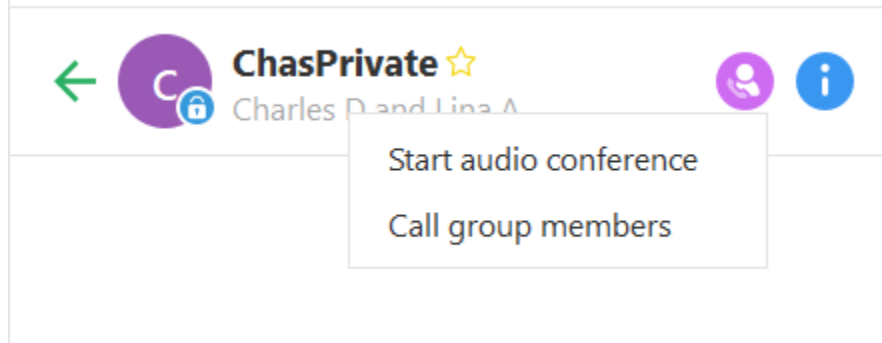 C
ChasPrivate
Charles D and Lina A
Start audio conference
Call group members
i